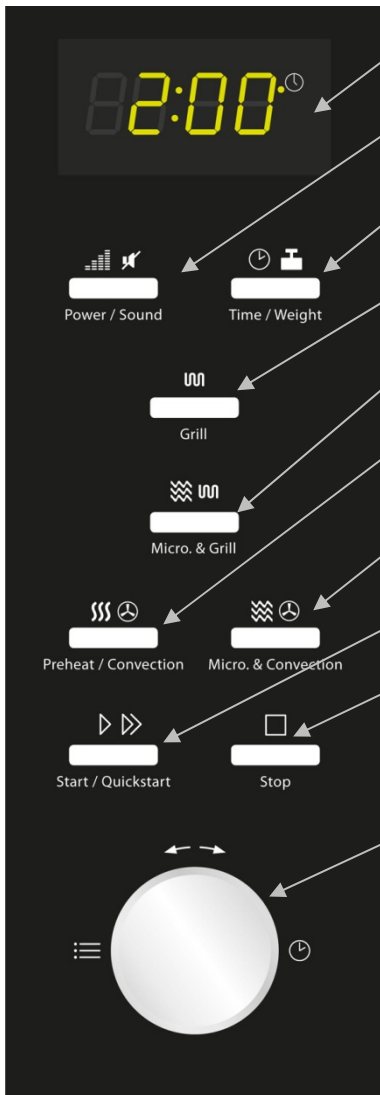 2:00
Power / Sound
Time / Weight
Grill
Micro. & Grill
Preheat / Convection
Micro. & Convection
Start / Quickstart
Stop